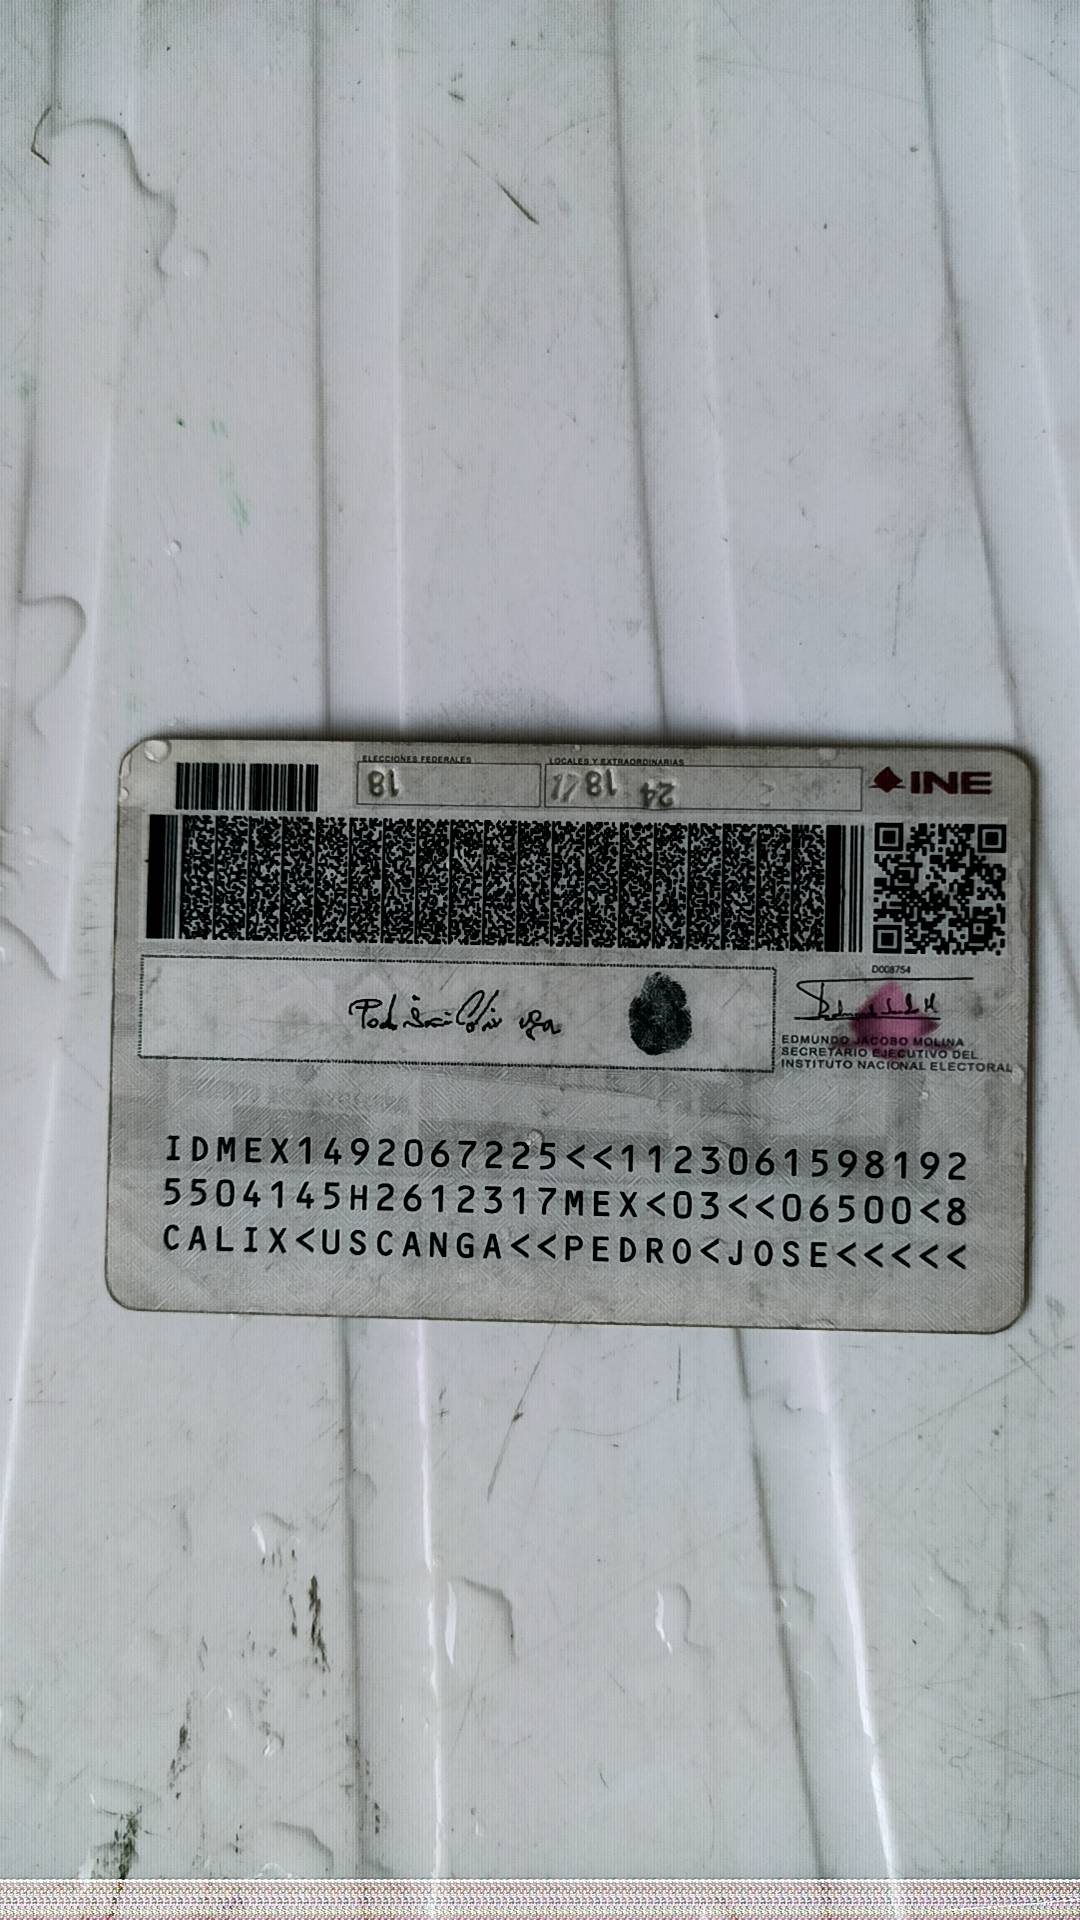 ELECCIONES FEDERALES
LOCALES Y EXTRAORDINARIAS
18
17 18 24
INE
D008754
EDMUNDO JACOBO MOLINA
SECRETARIO EJECUTIVO DEL
INSTITUTO NACIONAL ELECTORAL
IDMEX1492067225<<1123061598192
5504145H2612317MEX<03<<06500<8
CALIX<USCANGA<<PEDRO<JOSE<<<<<